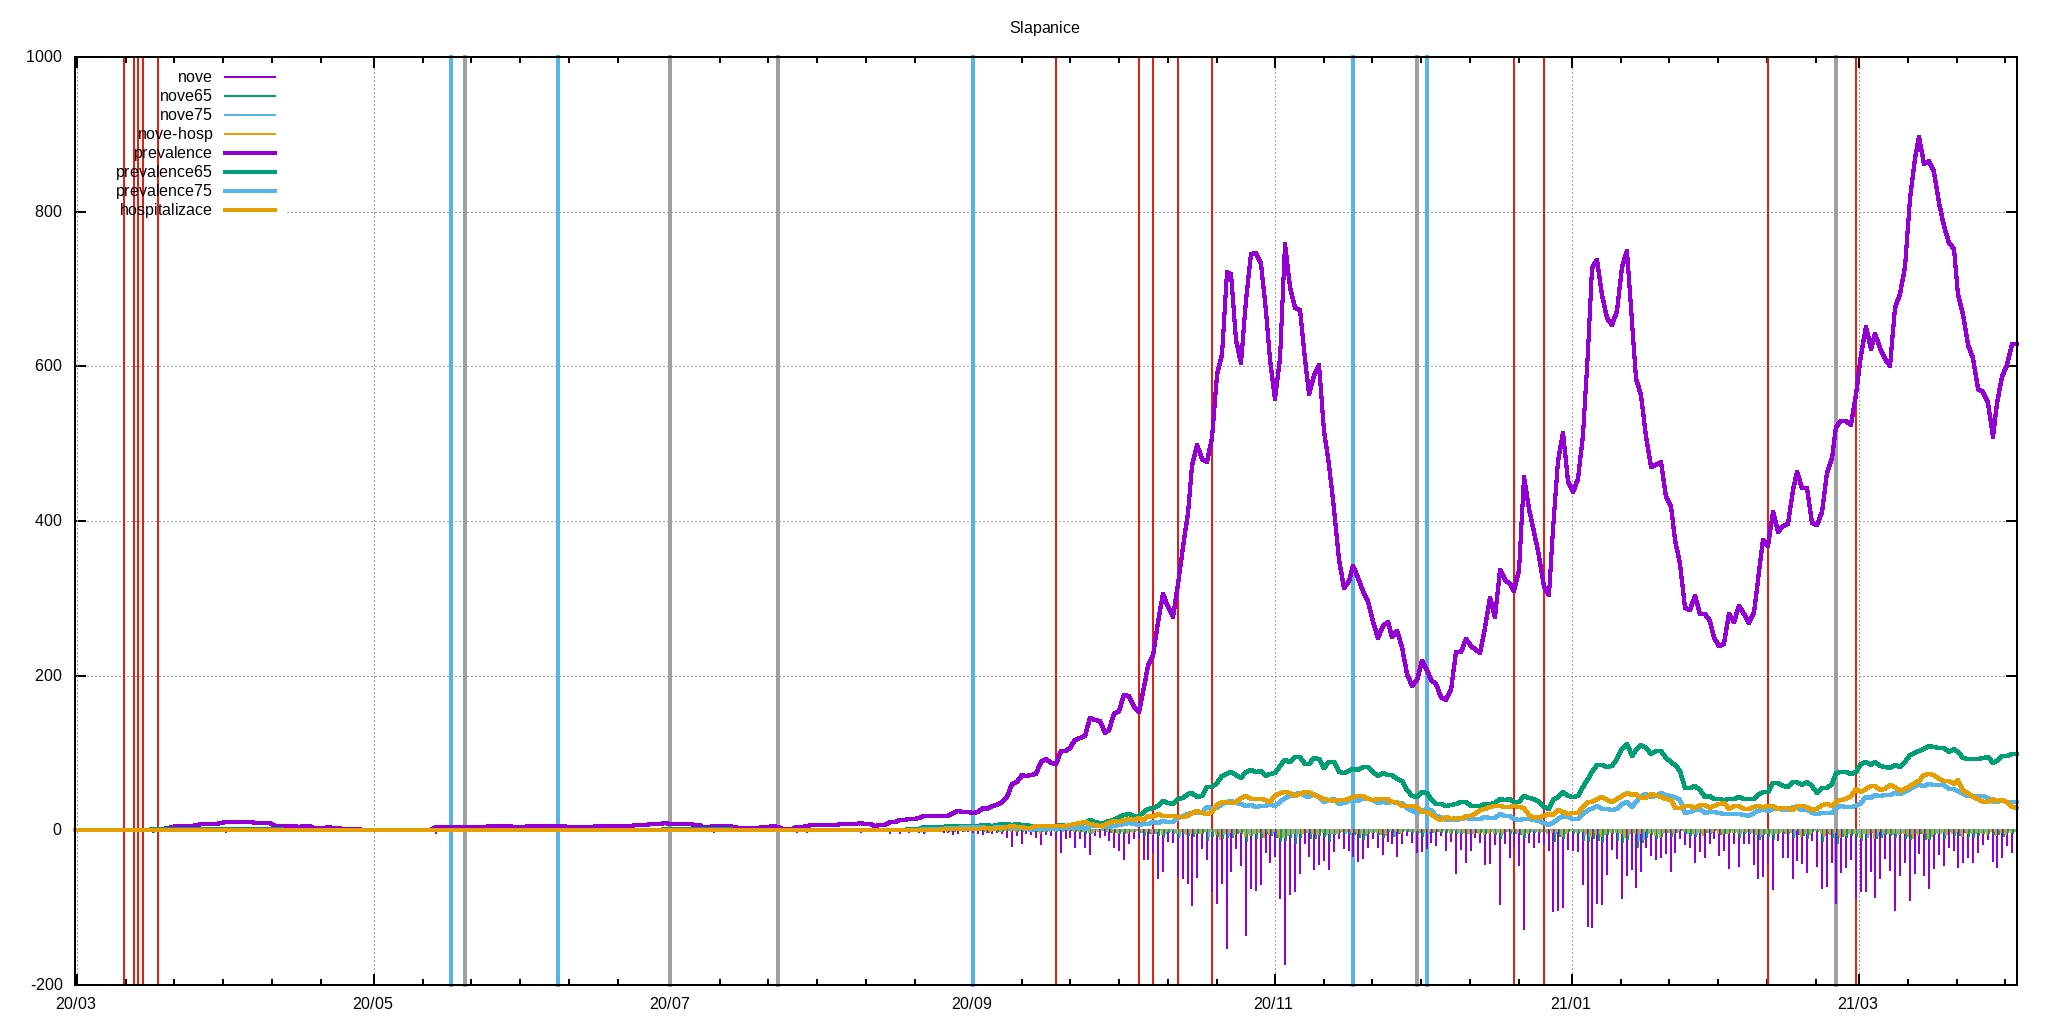 Slapanice
1000
800
600
400
200
0
-200
nove
nove65
nove75
nove-hosp
prevalence
prevalence65
prevalence75
hospitalizace
20/03 20/05 20/07 20/09 20/11 21/01 21/03